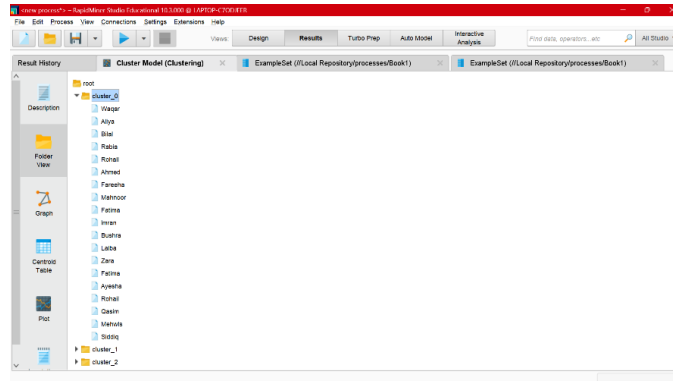 <new process*> – RapidMiner Studio Educational 10.3.000 @ LAPTOP-CTODJTTI
File Edit Process View Connections Settings Extensions Help
Views: Design Results Turbo Prep Auto Model Interactive Analysis Find data, operators...etc All Studio
Result History Cluster Model (Clustering) ExampleSet (//Local Repository/processes/Book1) ExampleSet (//Local Repository/processes/Book1)
Description
Folder View
Graph
Centroid Table
Plot
root
cluster_0
Waqar
Aliya
Bilal
Rabia
Rohail
Ahmed
Fareeha
Mahnoor
Fatima
Imran
Bushra
Laiba
Zara
Fatima
Ayesha
Rohail
Qasim
Mehwis
Siddiq
cluster_1
cluster_2